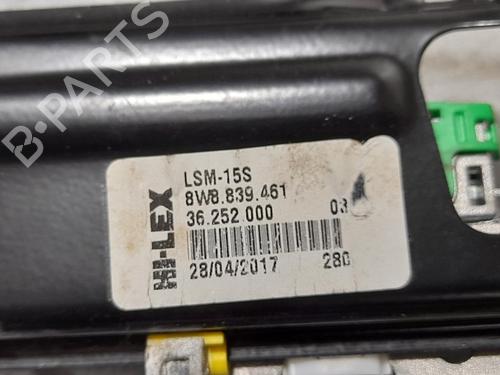 B-PARTS
LSM-15S
8W8.839.461
36.252.000 03
HI-LEX
28/04/2017 280